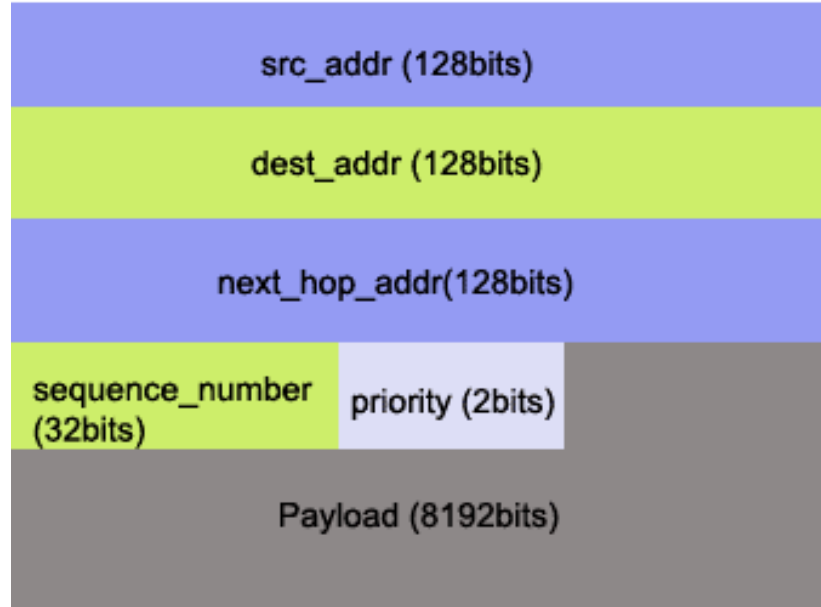 src_addr (128bits)
dest_addr (128bits)
next_hop_addr(128bits)
sequence_number
(32bits)
priority (2bits)
Payload (8192bits)